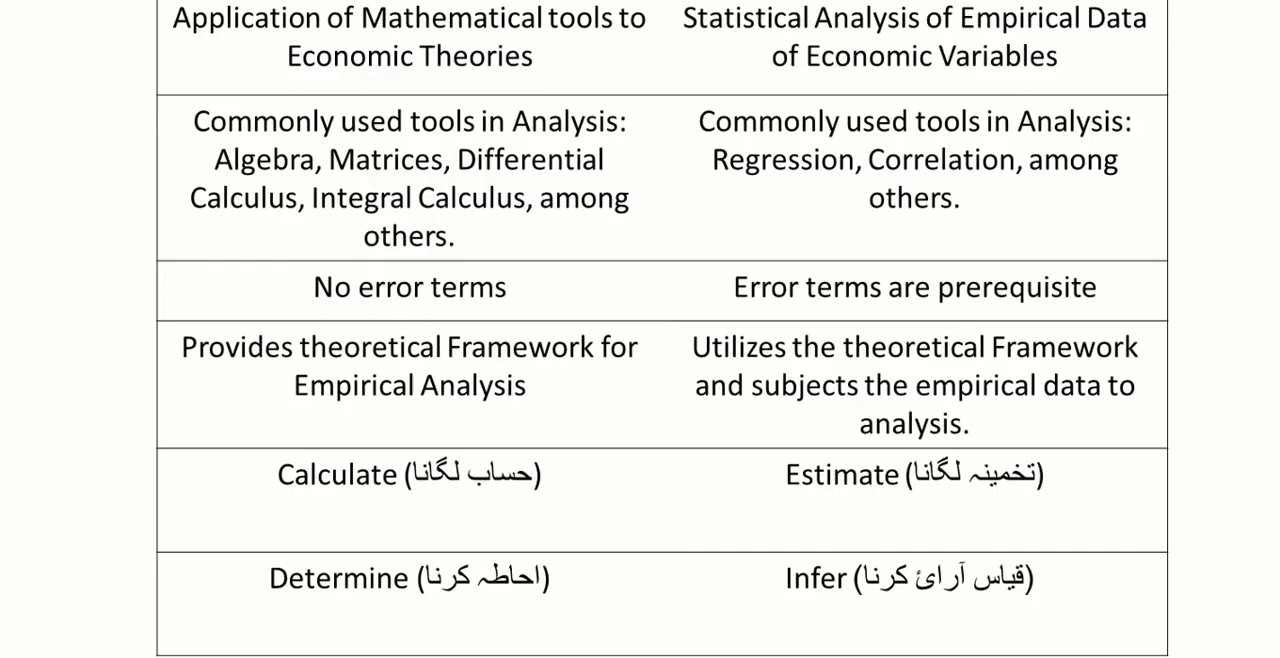 Application of Mathematical tools to
Economic Theories
Statistical Analysis of Empirical Data
of Economic Variables
Commonly used tools in Analysis:
Algebra, Matrices, Differential
Calculus, Integral Calculus, among
others.
Commonly used tools in Analysis:
Regression, Correlation, among
others.
No error terms
Error terms are prerequisite
Provides theoretical Framework for
Empirical Analysis
Utilizes the theoretical Framework
and subjects the empirical data to
analysis.
Calculate (حساب لگانا)
Estimate (تخمینہ لگانا)
Determine (احاطہ کرنا)
Infer (قیاس آرائ کرنا)